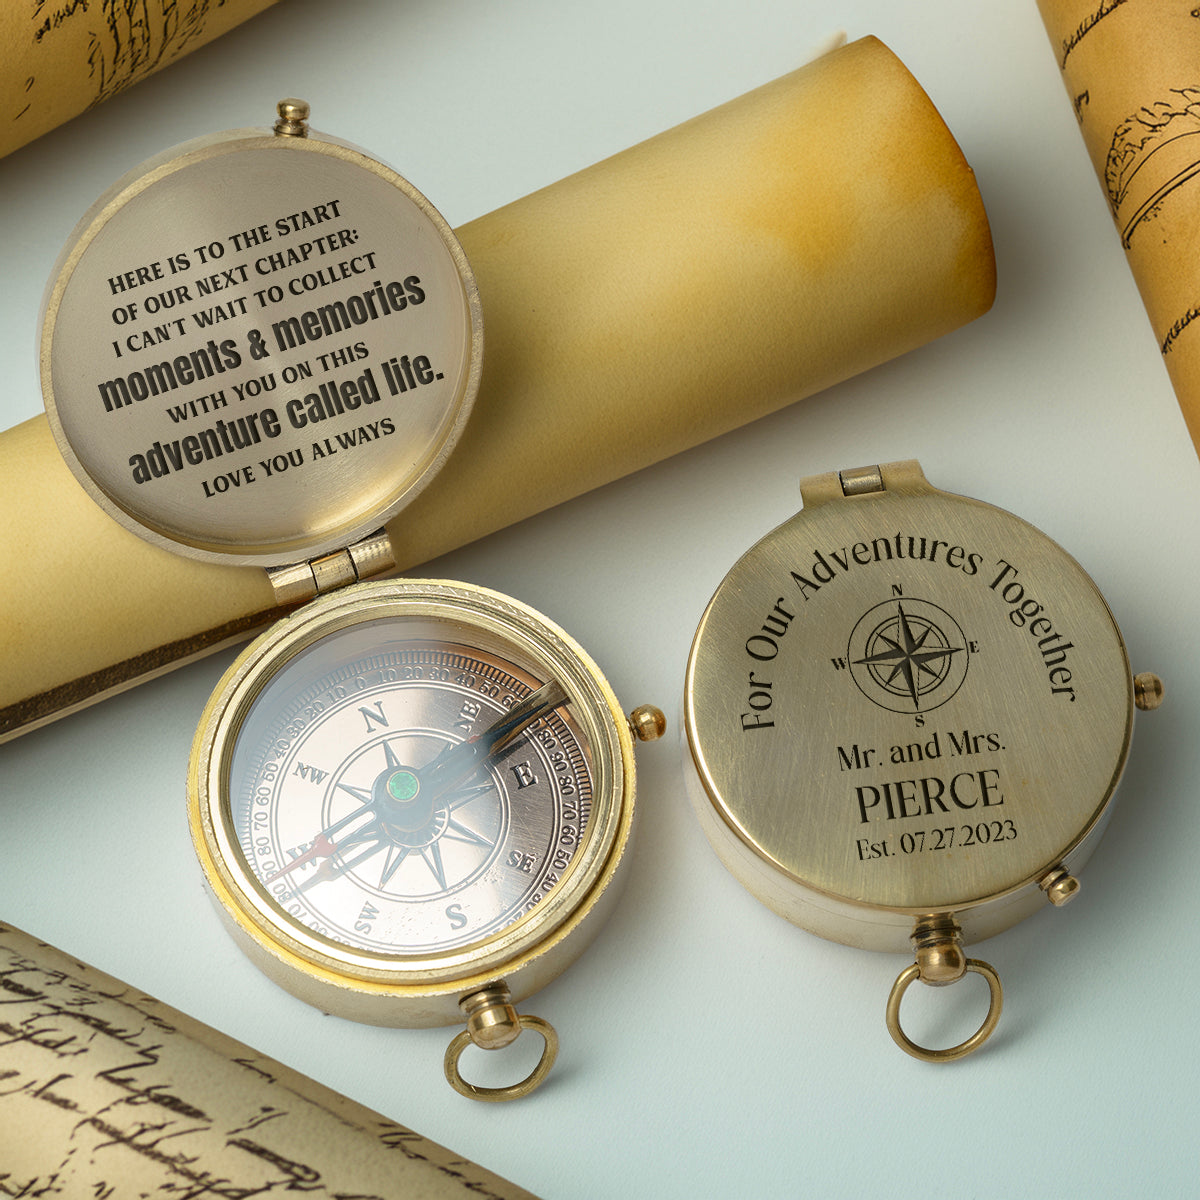 HERE IS TO THE START
OF OUR NEXT CHAPTER:
I CAN'T WAIT TO COLLECT
moments & memories
WITH YOU ON THIS
adventure called life.
LOVE YOU ALWAYS
N
NE
E
SE
S
SW
W
NW
For Our Adventures Together
N
W
E
S
Mr. and Mrs.
PIERCE
Est. 07.27.2023